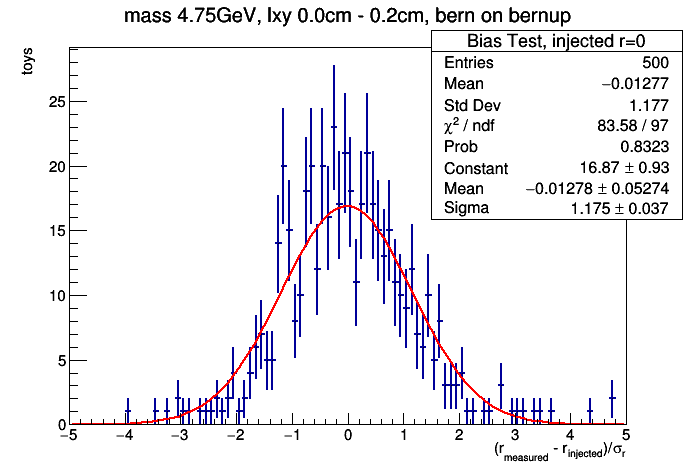 mass 4.75GeV, lxy 0.0cm - 0.2cm, bern on bernup
Bias Test, injected r=0
Entries 500
Mean −0.01277
Std Dev 1.177
χ² / ndf 83.58 / 97
Prob 0.8323
Constant 16.87 ± 0.93
Mean −0.01278 ± 0.05274
Sigma 1.175 ± 0.037
toys
25
20
15
10
5
0
−5 −4 −3 −2 −1 0 1 2 3 4 5
(r_measured - r_injected)/σ_r